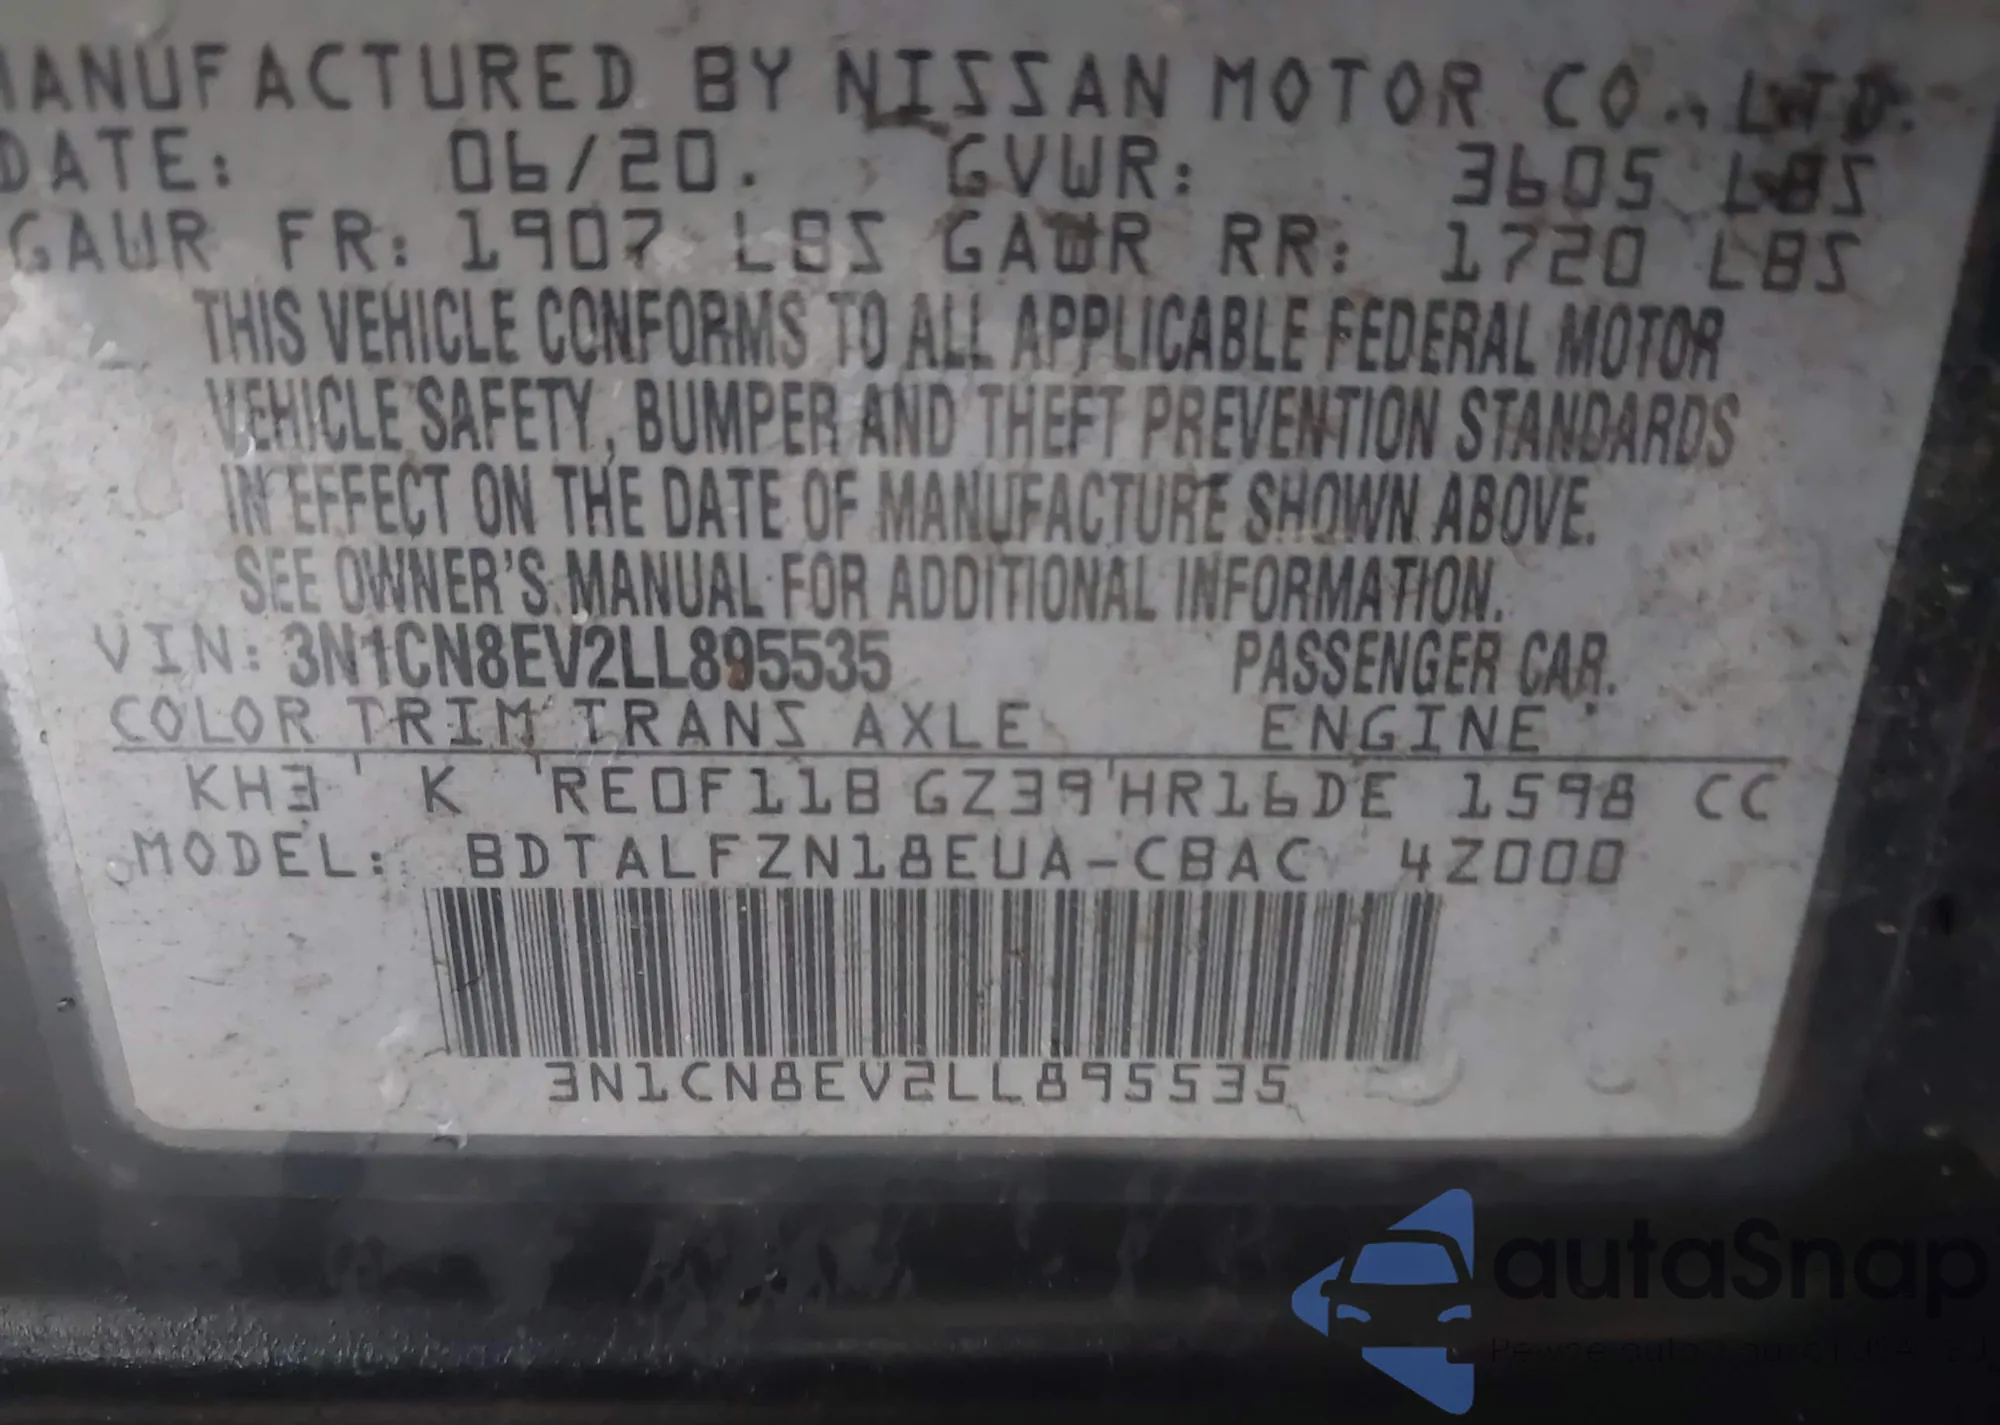 MANUFACTURED BY NISSAN MOTOR CO., LTD.
DATE: 06/20. GVWR: 3605 LBS
GAWR FR: 1907 LBS GAWR RR: 1720 LBS
THIS VEHICLE CONFORMS TO ALL APPLICABLE FEDERAL MOTOR
VEHICLE SAFETY, BUMPER AND THEFT PREVENTION STANDARDS
IN EFFECT ON THE DATE OF MANUFACTURE SHOWN ABOVE.
SEE OWNER'S MANUAL FOR ADDITIONAL INFORMATION.
VIN: 3N1CN8EV2LL895535 PASSENGER CAR.
COLOR TRIM TRANS AXLE ENGINE
KH3 K RE0F11B GZ39 HR16DE 1598 CC
MODEL: BDTALFZN18EUA-CBAC 4Z000
3N1CN8EV2LL895535
autaSnap
Pewne auto z